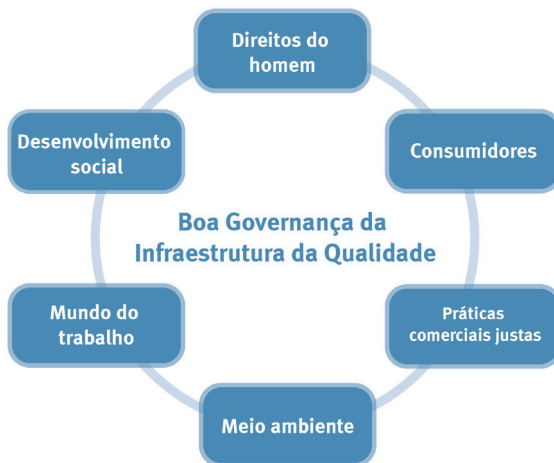 Direitos do
homem
Desenvolvimento
social
Consumidores
Boa Governança da
Infraestrutura da Qualidade
Mundo do
trabalho
Práticas
comerciais justas
Meio ambiente